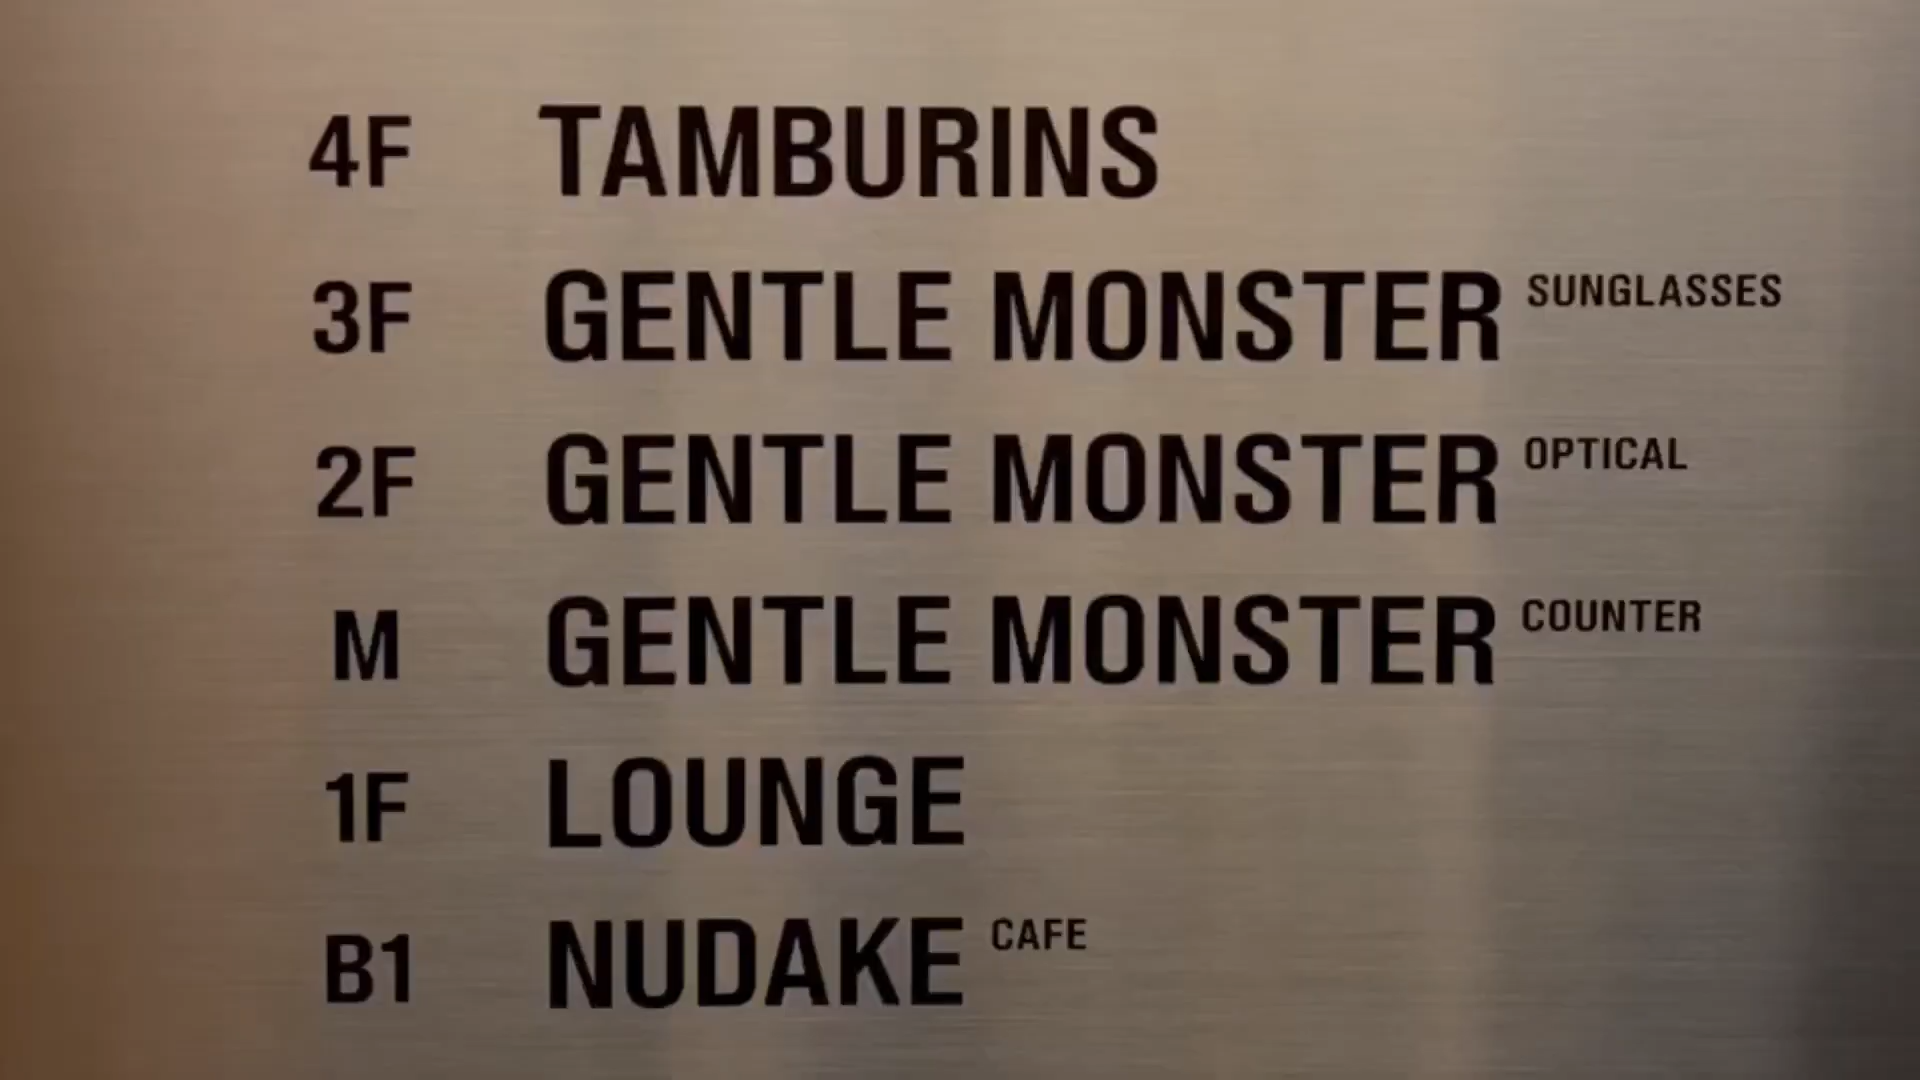 4F TAMBURINS
3F GENTLE MONSTER SUNGLASSES
2F GENTLE MONSTER OPTICAL
M GENTLE MONSTER COUNTER
1F LOUNGE
B1 NUDAKE CAFE